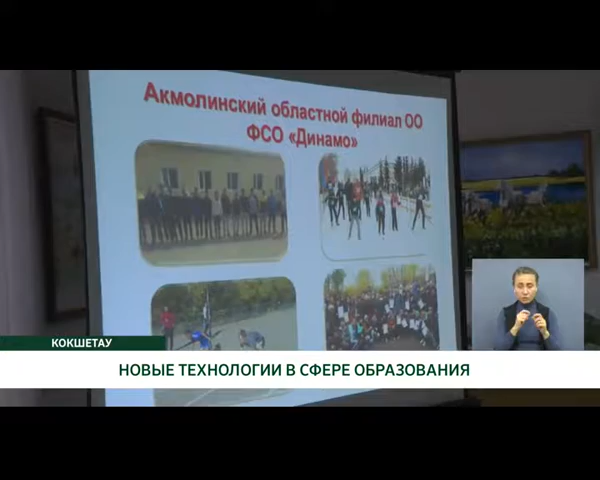 Акмолинский областной филиал ОО
ФСО «Динамо»
КОКШЕТАУ
НОВЫЕ ТЕХНОЛОГИИ В СФЕРЕ ОБРАЗОВАНИЯ